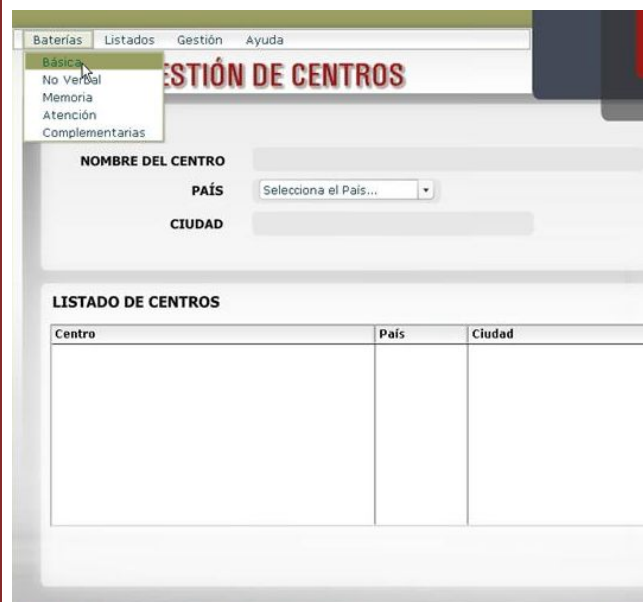 Baterías Listados Gestión Ayuda
Básica
No Verbal
Memoria
Atención
Complementarias
ESTIÓN DE CENTROS
NOMBRE DEL CENTRO
PAÍS Selecciona el País...
CIUDAD
LISTADO DE CENTROS
Centro País Ciudad